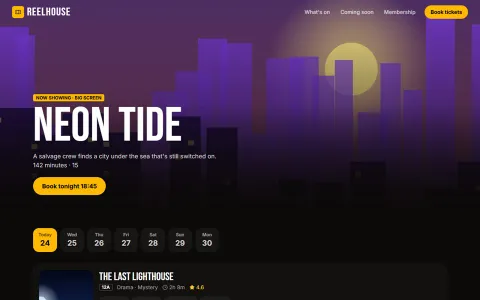 REELHOUSE
What's on
Coming soon
Membership
Book tickets
NOW SHOWING · BIG SCREEN
NEON TIDE
A salvage crew finds a city under the sea that's still switched on.
142 minutes · 15
Book tonight 18:45
Today
24
Wed
25
Thu
26
Fri
27
Sat
28
Sun
29
Mon
30
THE LAST LIGHTHOUSE
12A
Drama · Mystery
2h 8m
4.6